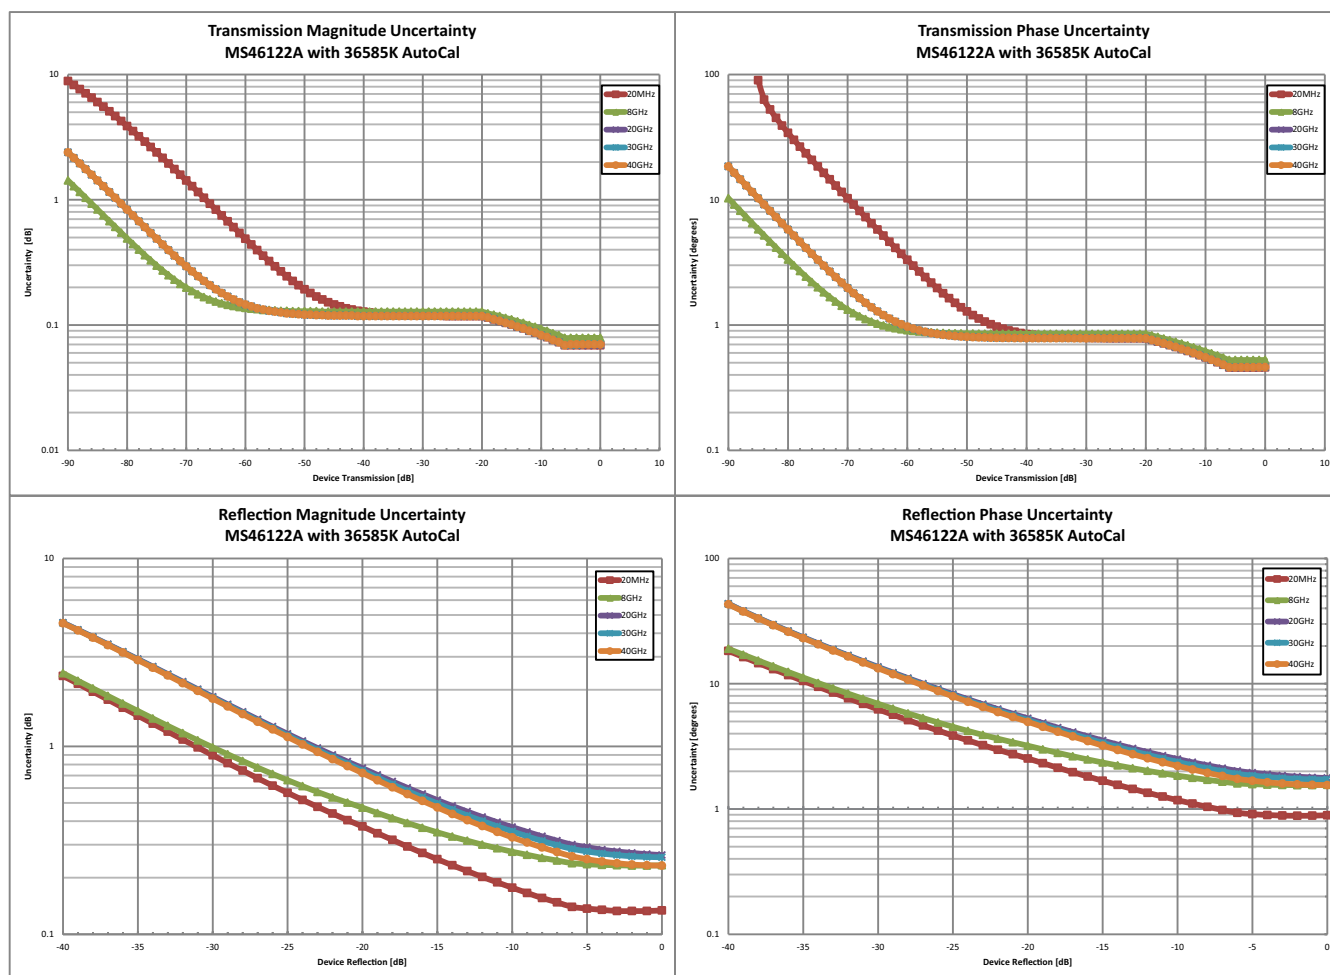 Transmission Magnitude Uncertainty
MS46122A with 36585K AutoCal
10
1
0.1
0.01
Uncertainty [dB]
-90
-80
-70
-60
-50
-40
-30
-20
-10
0
10
Device Transmission [dB]
20MHz
8GHz
20GHz
30GHz
40GHz
Transmission Phase Uncertainty
MS46122A with 36585K AutoCal
100
10
1
0.1
Uncertainty [degrees]
-90
-80
-70
-60
-50
-40
-30
-20
-10
0
10
Device Transmission [dB]
20MHz
8GHz
20GHz
30GHz
40GHz
Reflection Magnitude Uncertainty
MS46122A with 36585K AutoCal
10
1
0.1
Uncertainty [dB]
-40
-35
-30
-25
-20
-15
-10
-5
0
Device Reflection [dB]
20MHz
8GHz
20GHz
30GHz
40GHz
Reflection Phase Uncertainty
MS46122A with 36585K AutoCal
100
10
1
0.1
Uncertainty [degrees]
-40
-35
-30
-25
-20
-15
-10
-5
0
Device Reflection [dB]
20MHz
8GHz
20GHz
30GHz
40GHz